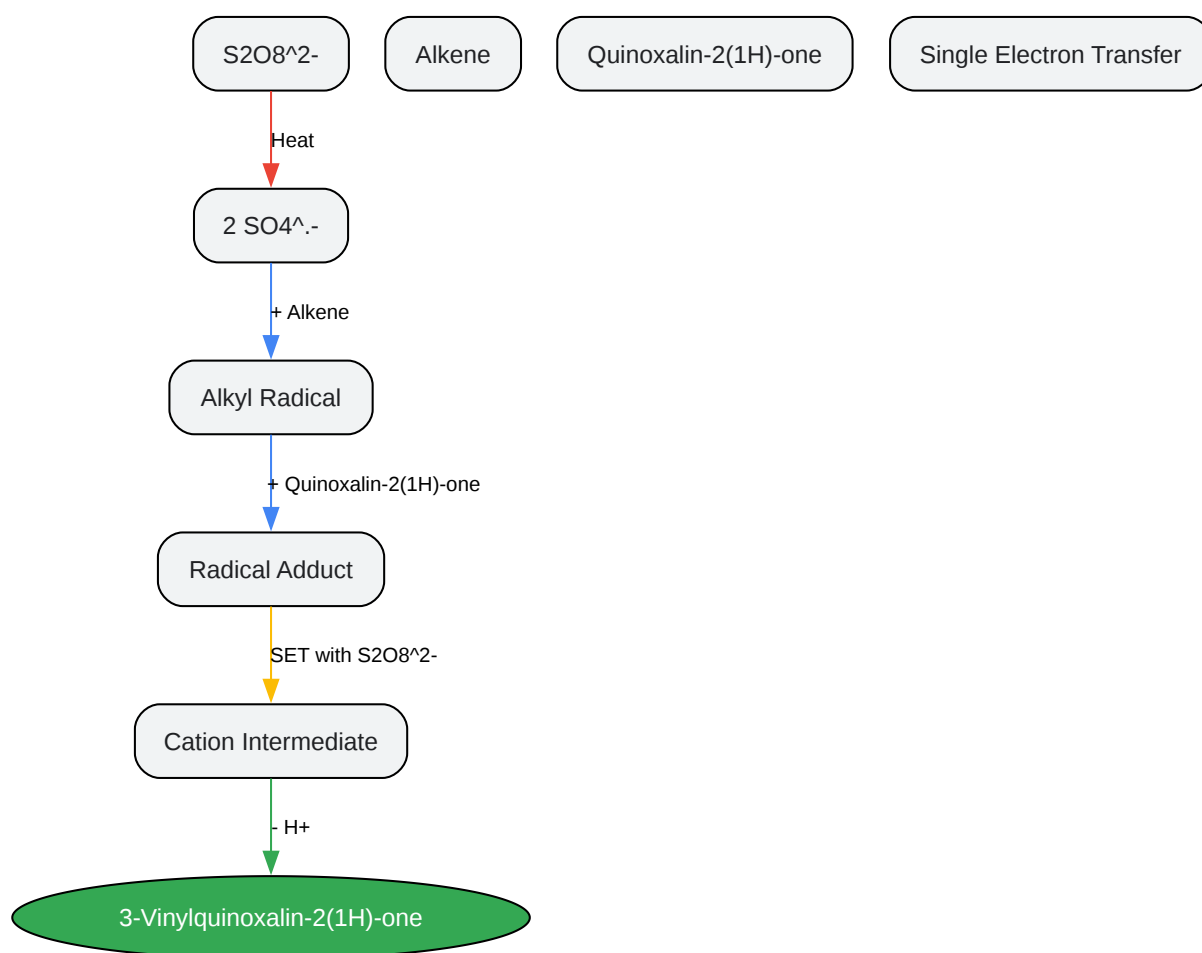 S2O8^2-
Alkene
Quinoxalin-2(1H)-one
Single Electron Transfer
Heat
2 SO4^.-
+ Alkene
Alkyl Radical
+ Quinoxalin-2(1H)-one
Radical Adduct
SET with S2O8^2-
Cation Intermediate
- H+
3-Vinylquinoxalin-2(1H)-one